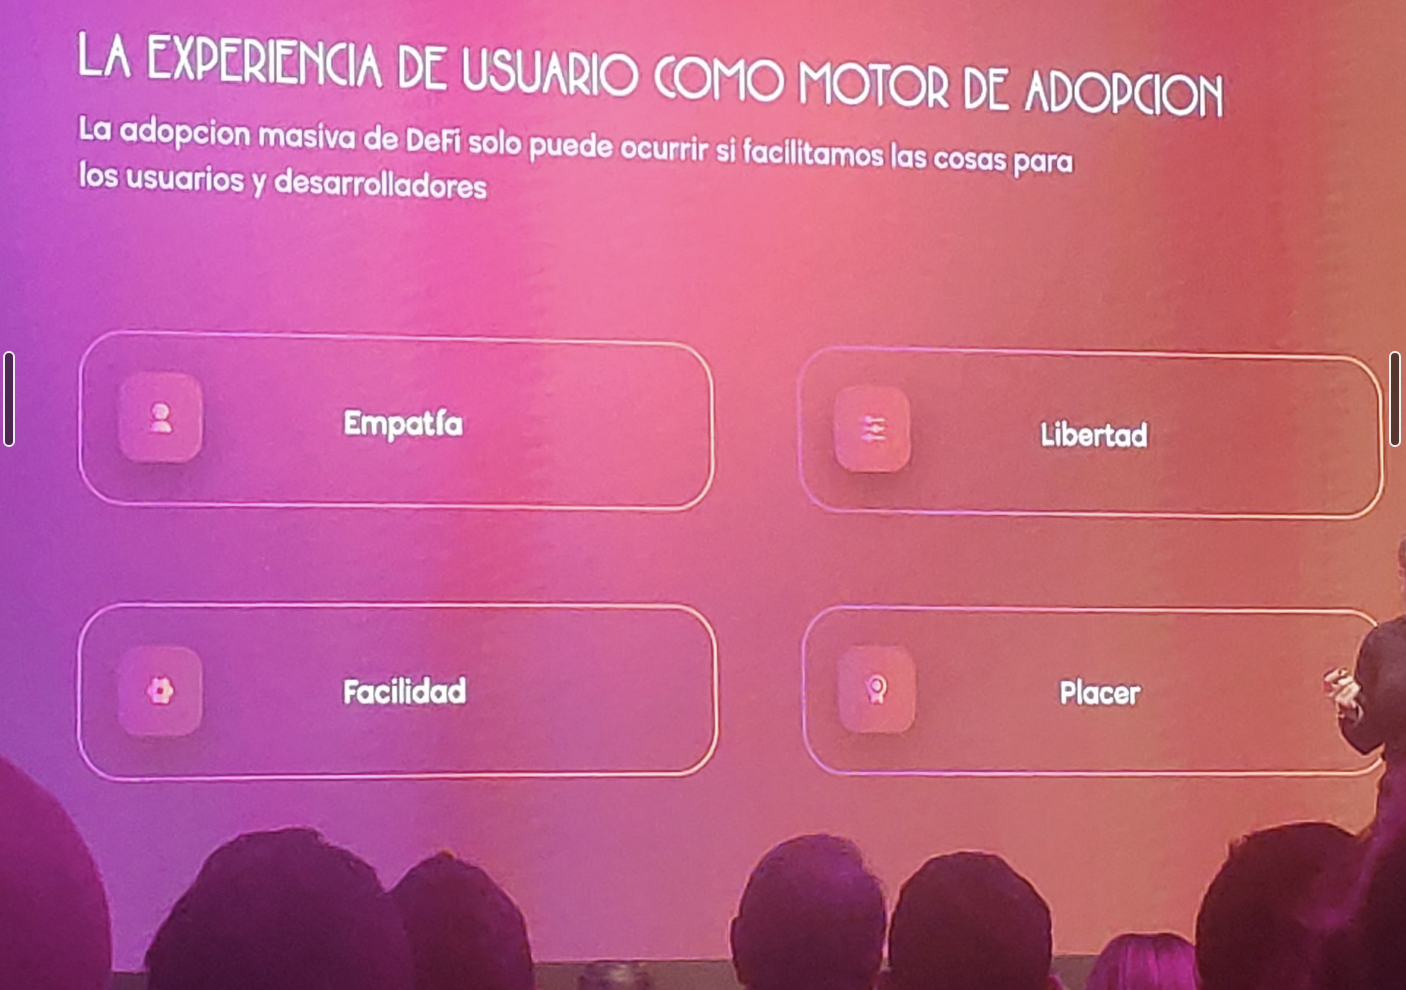 LA EXPERIENCIA DE USUARIO COMO MOTOR DE ADOPCION
La adopcion masiva de DeFi solo puede ocurrir si facilitamos las cosas para
los usuarios y desarrolladores
Empatía
Libertad
Facilidad
Placer